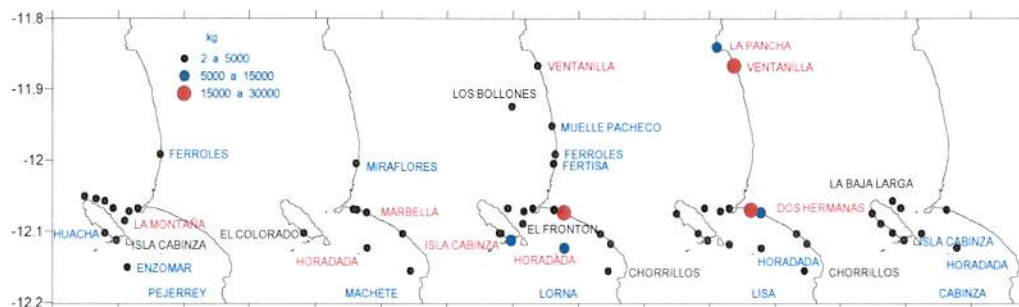 -11.8
-11.9
-12
-12.1
-12.2
kg
2 a 5000
5000 a 15000
15000 a 30000
FERROLES
LA MONTAÑA
HUACHA
ISLA CABINZA
ENZOMAR
PEJERREY
MIRAFLORES
MARBELLA
EL COLORADO
HORADADA
MACHETE
VENTANILLA
LOS BOLLONES
MUELLE PACHECO
FERROLES
FERTISA
EL FRONTON
ISLA CABINZA
HORADADA
CHORRILLOS
LORNA
LA PANCHA
VENTANILLA
DOS HERMANAS
HORADADA
CHORRILLOS
LISA
LA BAJA LARGA
ISLA CABINZA
HORADADA
CABINZA